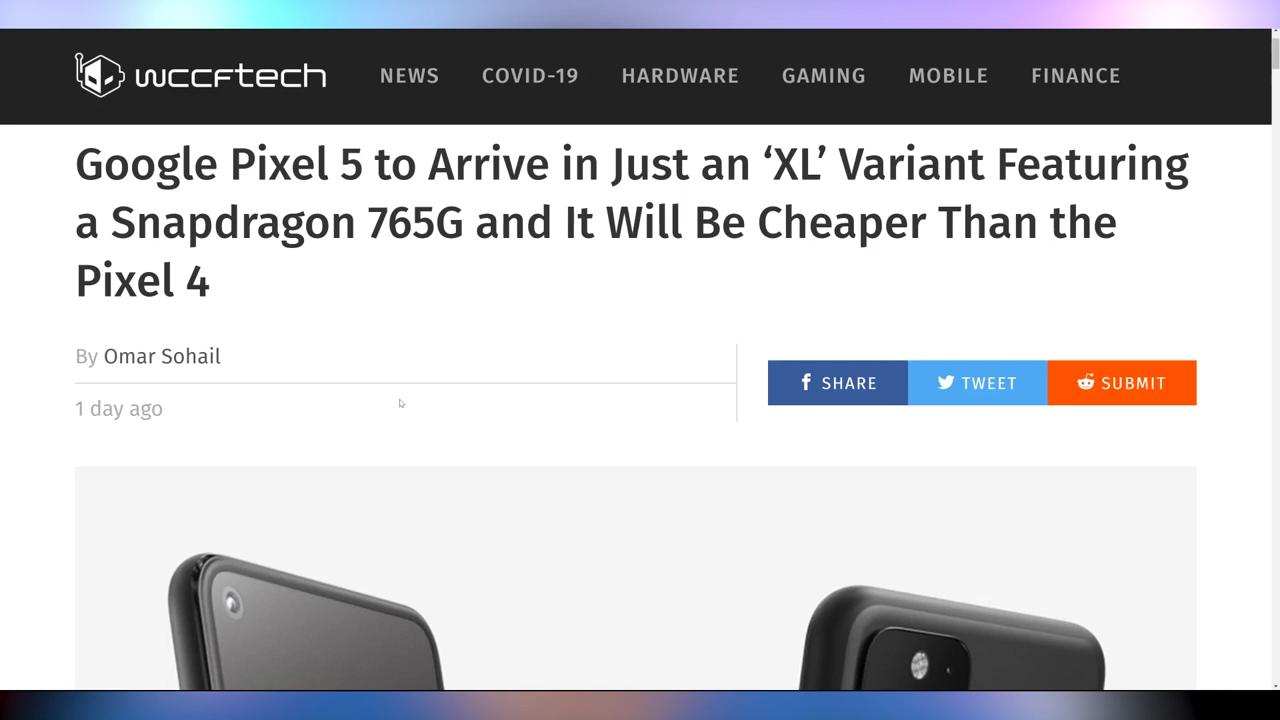 wccftech NEWS COVID-19 HARDWARE GAMING MOBILE FINANCE
Google Pixel 5 to Arrive in Just an ‘XL’ Variant Featuring
a Snapdragon 765G and It Will Be Cheaper Than the
Pixel 4
By Omar Sohail
SHARE TWEET SUBMIT
1 day ago